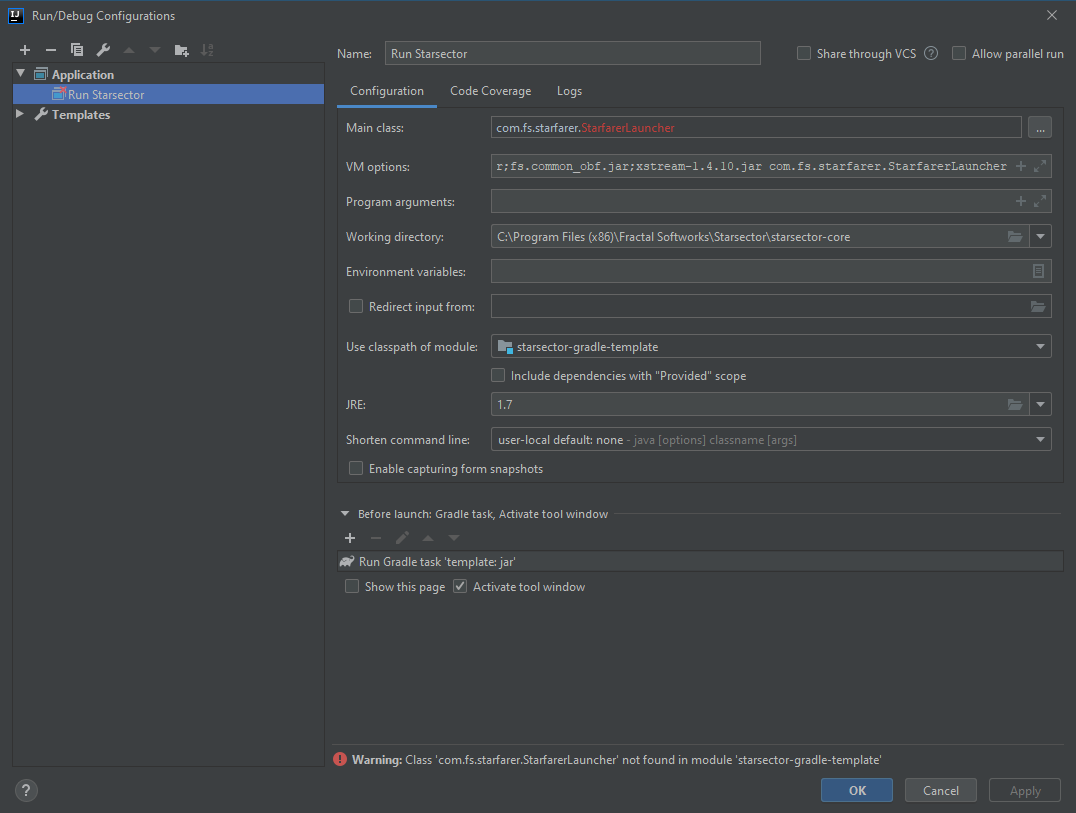 Run/Debug Configurations
Application
Run Starsector
Templates
Name: Run Starsector Share through VCS ? Allow parallel run
Configuration Code Coverage Logs
Main class: com.fs.starfarer.StarfarerLauncher ...
VM options: r;fs.common_obf.jar;xstream-1.4.10.jar com.fs.starfarer.StarfarerLauncher
Program arguments:
Working directory: C:\Program Files (x86)\Fractal Softworks\Starsector\starsector-core
Environment variables:
Redirect input from:
Use classpath of module: starsector-gradle-template
Include dependencies with "Provided" scope
JRE: 1.7
Shorten command line: user-local default: none - java [options] classname [args]
Enable capturing form snapshots
Before launch: Gradle task, Activate tool window
Run Gradle task 'template: jar'
Show this page Activate tool window
Warning: Class 'com.fs.starfarer.StarfarerLauncher' not found in module 'starsector-gradle-template'
? OK Cancel Apply